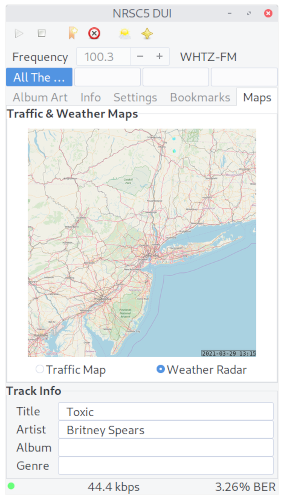 NRSC5 DUI
Frequency 100.3 − + WHTZ-FM
All The ...
Album Art Info Settings Bookmarks Maps
Traffic & Weather Maps
2021-03-29 13:15
Traffic Map Weather Radar
Track Info
Title Toxic
Artist Britney Spears
Album
Genre
44.4 kbps 3.26% BER